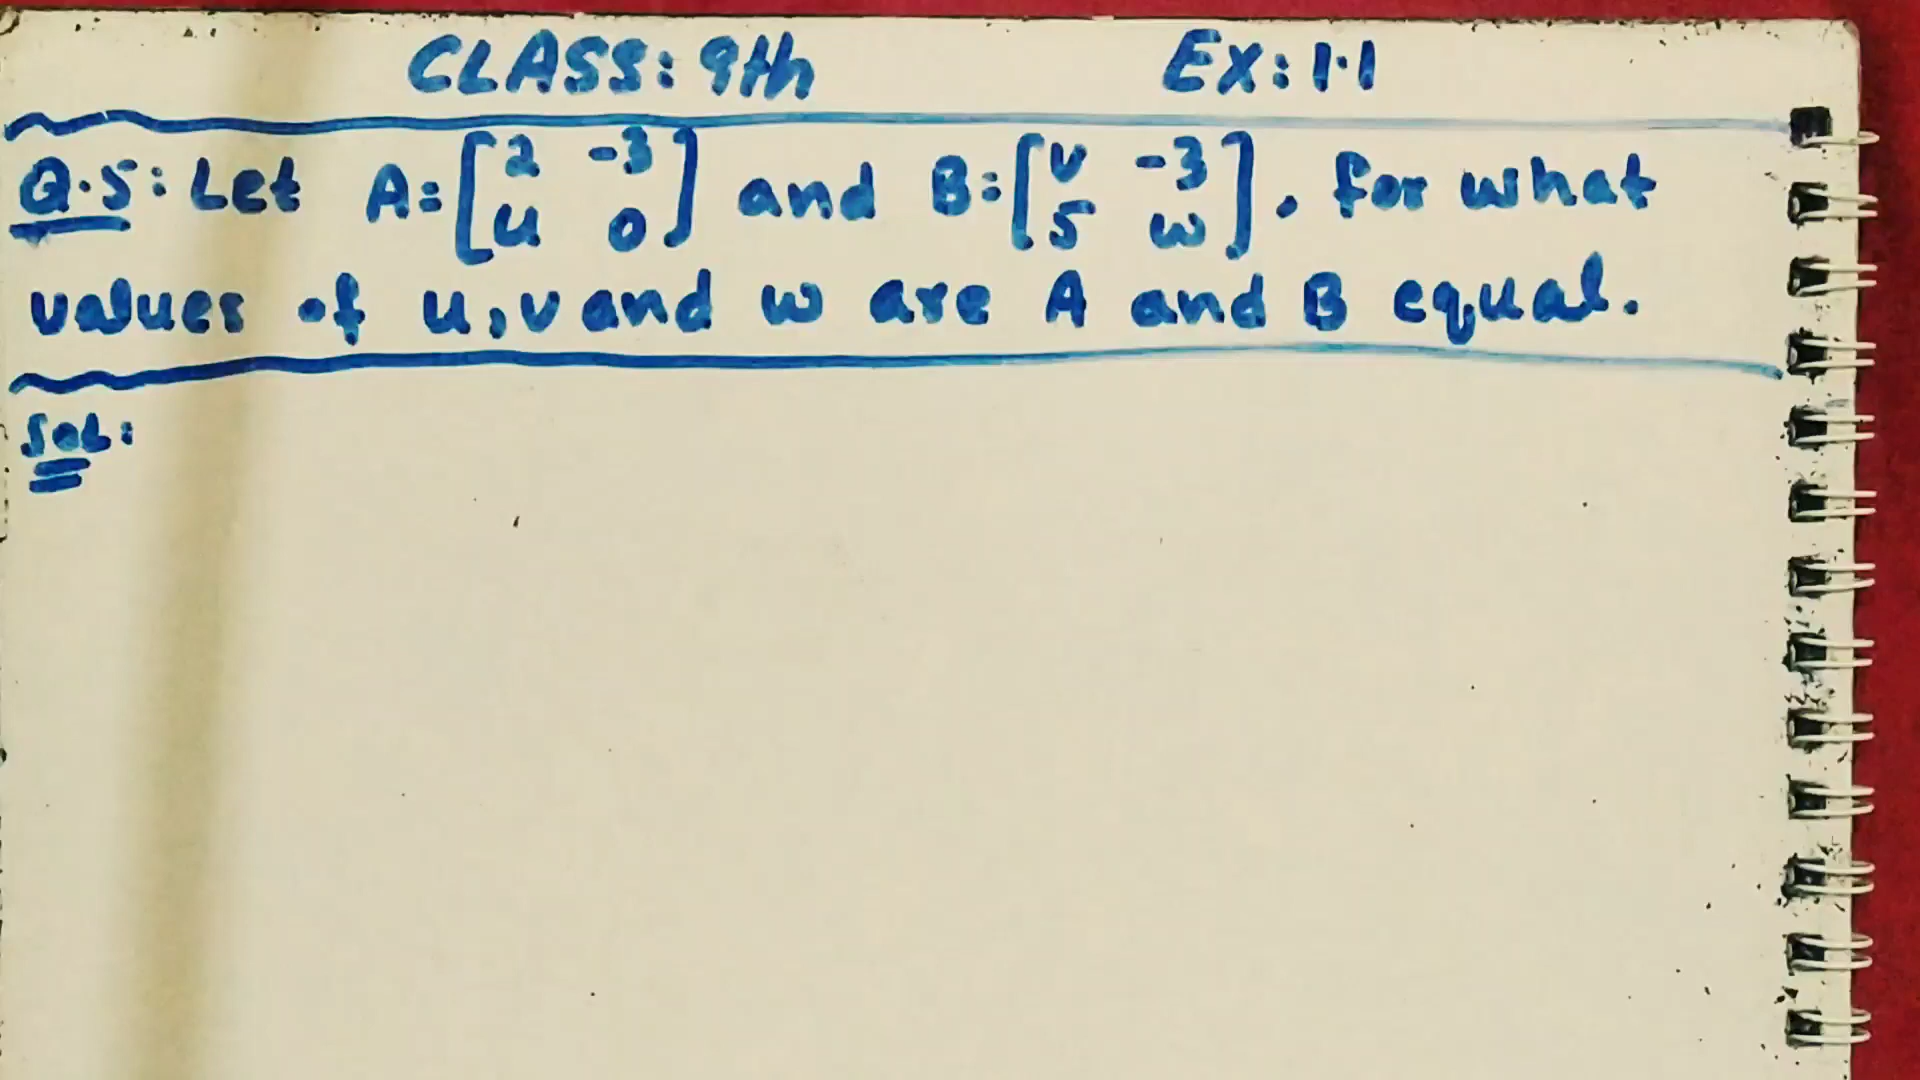 CLASS: 9th EX: 1.1
Q.5: Let A= [2 -3
u 0] and B= [v -3
5 w]. For what
values of u, v and w are A and B equal.
Sol: